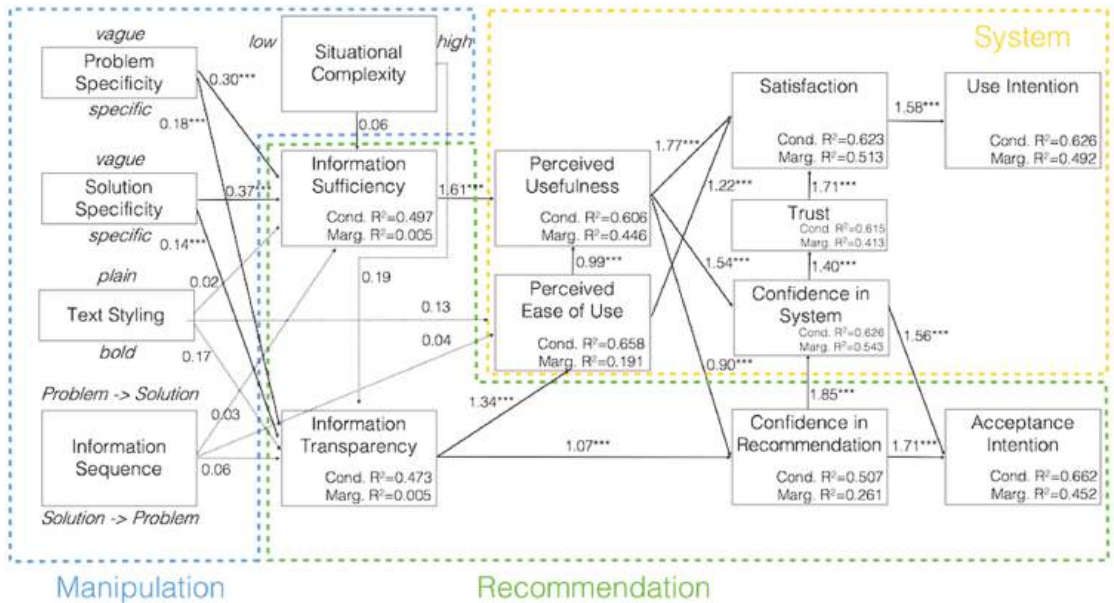 System
vague
Problem
Specificity
specific
low
Situational
Complexity
high
0.30***
0.18***
0.06
vague
Solution
Specificity
specific
0.37***
0.14***
Information
Sufficiency
Cond. R²=0.497
Marg. R²=0.005
1.61***
Perceived
Usefulness
Cond. R²=0.606
Marg. R²=0.446
1.77***
Satisfaction
Cond. R²=0.623
Marg. R²=0.513
1.58***
Use Intention
Cond. R²=0.626
Marg. R²=0.492
1.22***
1.71***
Trust
Cond. R²=0.615
Marg. R²=0.413
1.54***
1.40***
0.99***
plain
Text Styling
bold
0.02
0.17
0.19
0.13
0.04
Perceived
Ease of Use
Cond. R²=0.658
Marg. R²=0.191
Confidence in
System
Cond. R²=0.626
Marg. R²=0.543
1.56***
0.90***
1.85***
Problem -> Solution
Information
Sequence
Solution -> Problem
0.03
0.06
Information
Transparency
Cond. R²=0.473
Marg. R²=0.005
1.34***
1.07***
Confidence in
Recommendation
Cond. R²=0.507
Marg. R²=0.261
1.71***
Acceptance
Intention
Cond. R²=0.662
Marg. R²=0.452
Manipulation
Recommendation